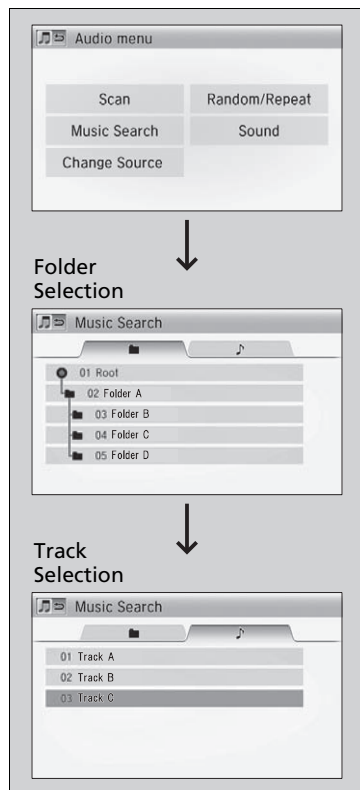 Audio menu
Scan Random/Repeat
Music Search Sound
Change Source
Folder
Selection
Music Search
01 Root
02 Folder A
03 Folder B
04 Folder C
05 Folder D
Track
Selection
Music Search
01 Track A
02 Track B
03 Track C